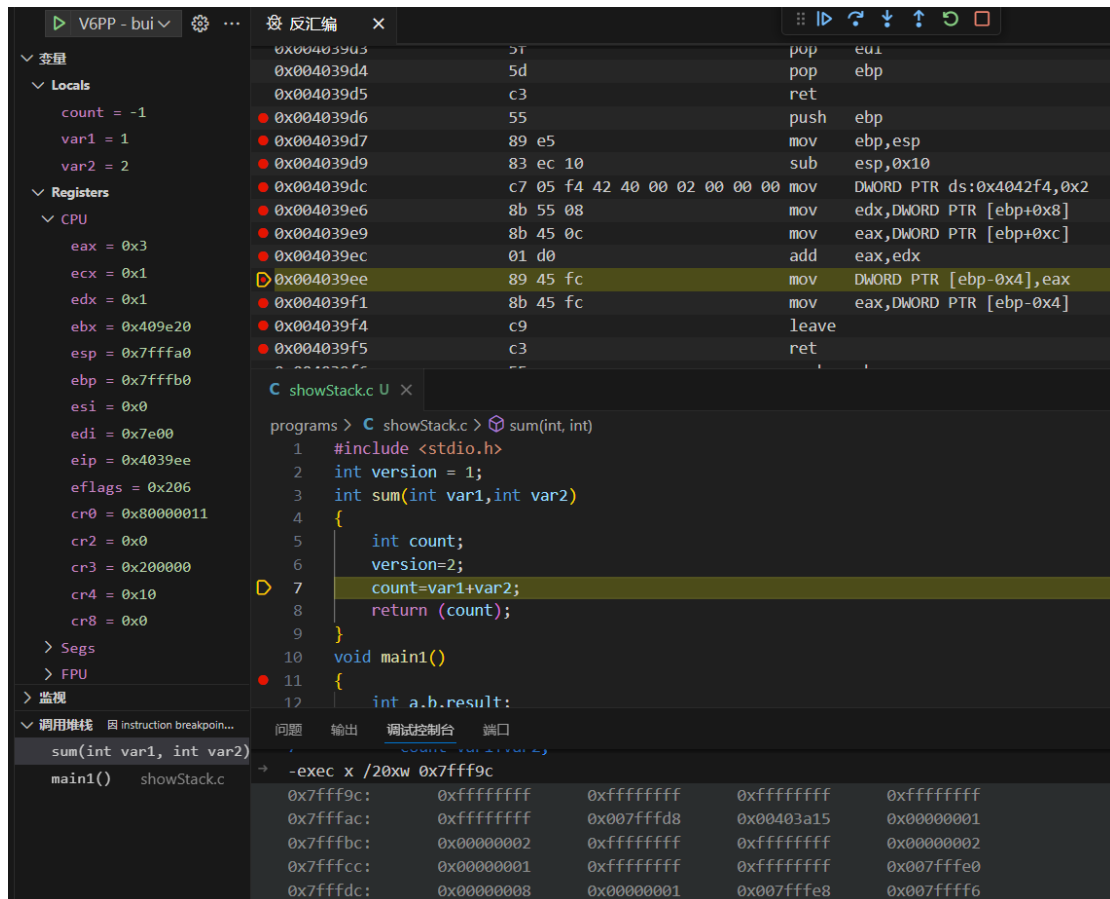 V6PP - bui
反汇编
变量
Locals
count = -1
var1 = 1
var2 = 2
Registers
CPU
eax = 0x3
ecx = 0x1
edx = 0x1
ebx = 0x409e20
esp = 0x7fffa0
ebp = 0x7fffb0
esi = 0x0
edi = 0x7e00
eip = 0x4039ee
eflags = 0x206
cr0 = 0x80000011
cr2 = 0x0
cr3 = 0x200000
cr4 = 0x10
cr8 = 0x0
Segs
FPU
监视
调用堆栈 因 instruction breakpoin...
sum(int var1, int var2)
main1() showStack.c
0x004039d3 5f pop edi
0x004039d4 5d pop ebp
0x004039d5 c3 ret
0x004039d6 55 push ebp
0x004039d7 89 e5 mov ebp,esp
0x004039d9 83 ec 10 sub esp,0x10
0x004039dc c7 05 f4 42 40 00 02 00 00 00 mov DWORD PTR ds:0x4042f4,0x2
0x004039e6 8b 55 08 mov edx,DWORD PTR [ebp+0x8]
0x004039e9 8b 45 0c mov eax,DWORD PTR [ebp+0xc]
0x004039ec 01 d0 add eax,edx
0x004039ee 89 45 fc mov DWORD PTR [ebp-0x4],eax
0x004039f1 8b 45 fc mov eax,DWORD PTR [ebp-0x4]
0x004039f4 c9 leave
0x004039f5 c3 ret
C showStack.c U
programs > C showStack.c > sum(int, int)
1 #include <stdio.h>
2 int version = 1;
3 int sum(int var1,int var2)
4 {
5 int count;
6 version=2;
7 count=var1+var2;
8 return (count);
9 }
10 void main1()
11 {
12 int a,b,result;
问题 输出 调试控制台 端口
-exec x /20xw 0x7fff9c
0x7fff9c: 0xffffffff 0xffffffff 0xffffffff 0xffffffff
0x7fffac: 0xffffffff 0x007fffd8 0x00403a15 0x00000001
0x7fffbc: 0x00000002 0xffffffff 0xffffffff 0x00000002
0x7fffcc: 0x00000001 0xffffffff 0xffffffff 0x007fffe0
0x7fffdc: 0x00000008 0x00000001 0x007fffe8 0x007ffff6